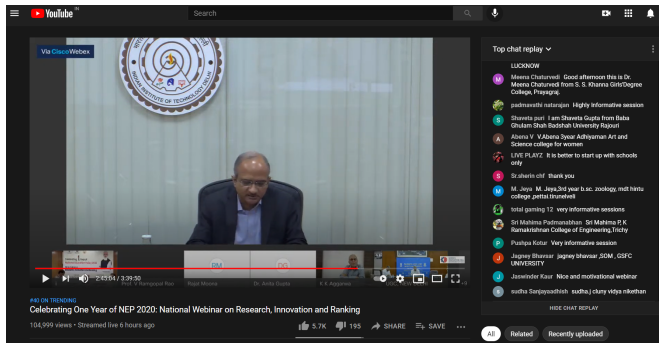 YouTube IN
Search
Via Cisco Webex
INDIAN INSTITUTE OF TECHNOLOGY DELHI
RM
DG
2:43:04 / 3:39:50
Prof. V Ramgopal Rao
Rajat Moona
Dr. Anita Gupta
K K Aggarwal
#40 ON TRENDING
Celebrating One Year of NEP 2020: National Webinar on Research, Innovation and Ranking
104,999 views • Streamed live 6 hours ago
5.7K
195
SHARE
SAVE
Top chat replay
LUCKNOW
M
Meena Chaturvedi Good afternoon this is Dr.
Meena Chaturvedi from S. S. Khanna Girls'Degree
College, Prayagraj.
padmavathi natarajan Highly informative session
S
Shaveta puri I am Shaveta Gupta from Baba
Ghulam Shah Badshah University Rajouri
A
Abena V V.Abena 3year Adhiyaman Art and
Science college for women
LIVE PLAYZ It is better to start up with schools
only
S
Sr.sherin chf thank you
M
M. Jeya M. Jeya,3rd year b.sc. zoology, mdt hintu
college ,pettai.tirunelveli
total gaming 12 very informative sessions
Sri Mahima Padmanabhan Sri Mahima P, K
Ramakrishnan College of Engineering,Trichy
P
Pushpa Kotur Very informative session
J
Jagney Bhavsar jagney bhavsar ,SOM , GSFC
UNIVERSITY
J
Jaswinder Kaur Nice and motivational webinar
s
sudha Sanjayaadhish sudha.j cluny vidya nikethan
HIDE CHAT REPLAY
All
Related
Recently uploaded